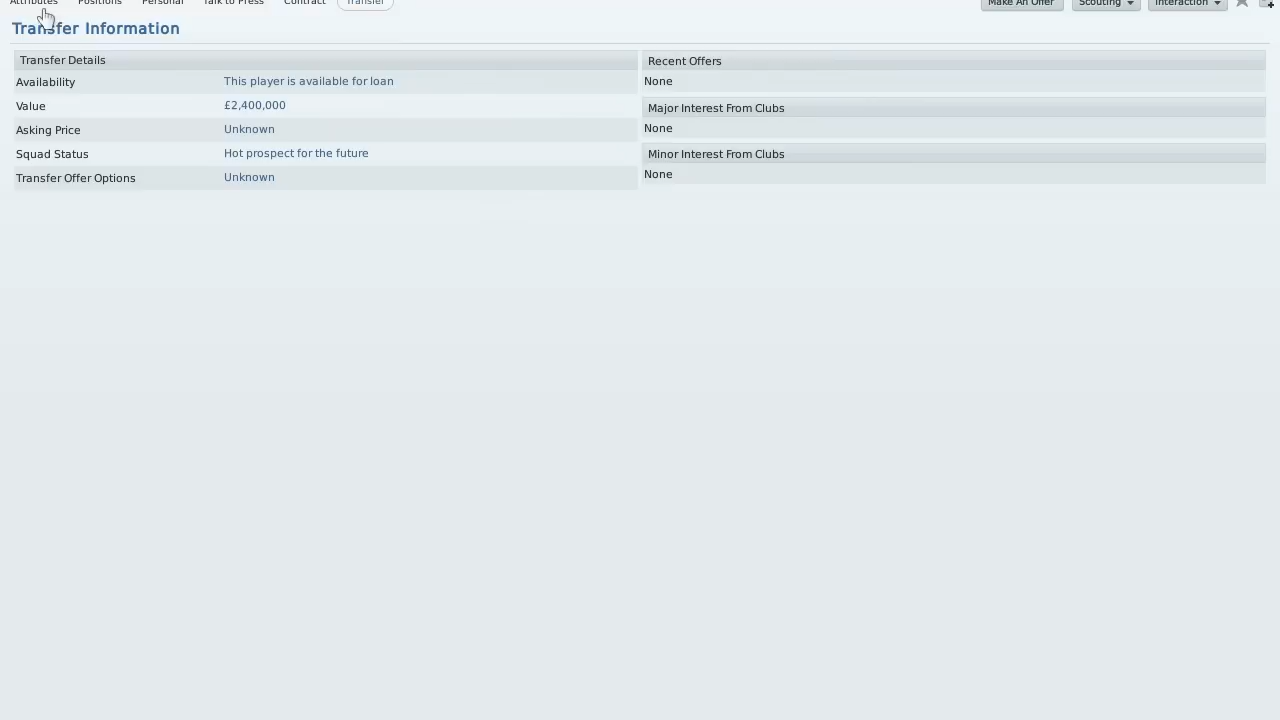 Attributes Positions Personal Talk to Press Contract Transfer Make An Offer Scouting Interaction
Transfer Information
Transfer Details
Availability This player is available for loan
Value £2,400,000
Asking Price Unknown
Squad Status Hot prospect for the future
Transfer Offer Options Unknown
Recent Offers
None
Major Interest From Clubs
None
Minor Interest From Clubs
None